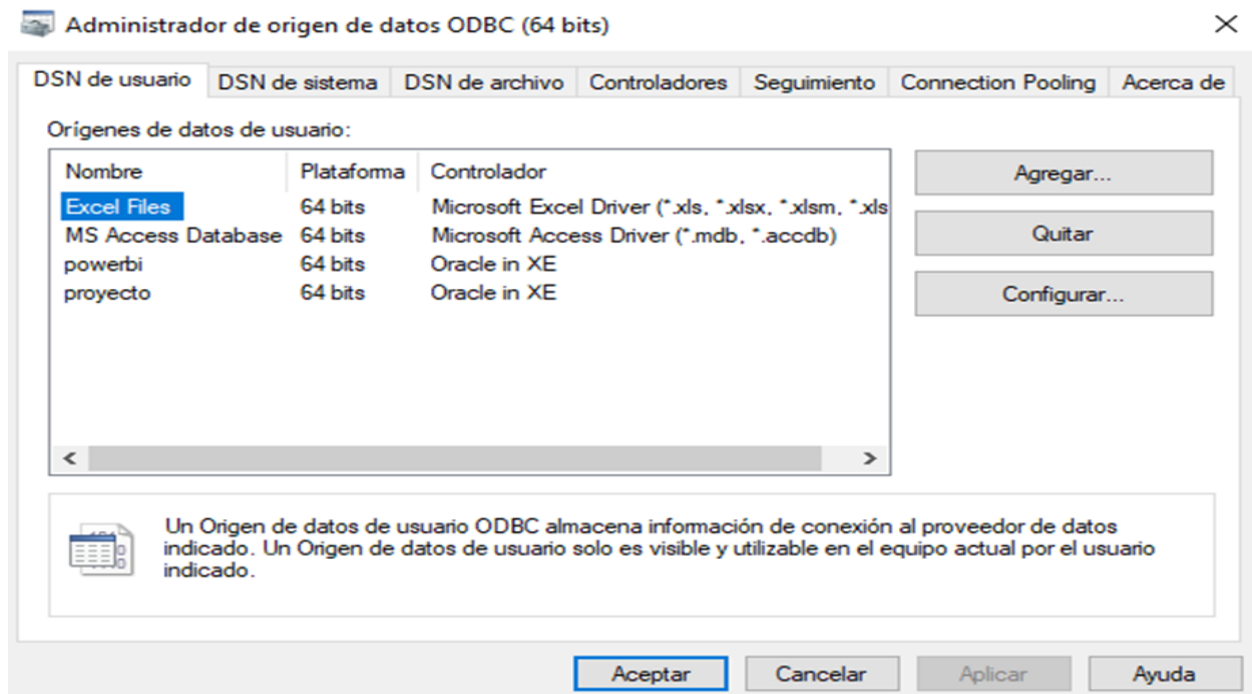 Administrador de origen de datos ODBC (64 bits)
DSN de usuario DSN de sistema DSN de archivo Controladores Seguimiento Connection Pooling Acerca de
Orígenes de datos de usuario:
Nombre Plataforma Controlador
Excel Files 64 bits Microsoft Excel Driver (*.xls, *.xlsx, *.xlsm, *.xls
MS Access Database 64 bits Microsoft Access Driver (*.mdb, *.accdb)
powerbi 64 bits Oracle in XE
proyecto 64 bits Oracle in XE
Agregar...
Quitar
Configurar...
Un Origen de datos de usuario ODBC almacena información de conexión al proveedor de datos
indicado. Un Origen de datos de usuario solo es visible y utilizable en el equipo actual por el usuario
indicado.
Aceptar Cancelar Aplicar Ayuda